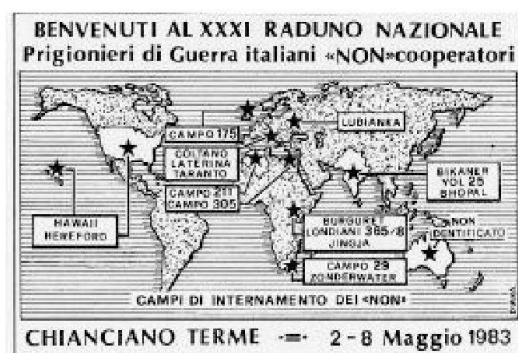 BENVENUTI AL XXXI RADUNO NAZIONALE
Prigionieri di Guerra italiani «NON»cooperatori
LUBIANKA
CAMPO 175
COLTANO
LATERINA
TARANTO
CAMPO 211
CAMPO 305
BIKANER
YOL 25
BHOPAL
HAWAII
HEREFORD
BURGURET
LONDIANI 365/8
JINGJA
NON
IDENTIFICATO
CAMPO 29
ZONDERWATER
CAMPI DI INTERNAMENTO DEI «NON»
CHIANCIANO TERME -=- 2-8 Maggio 1983